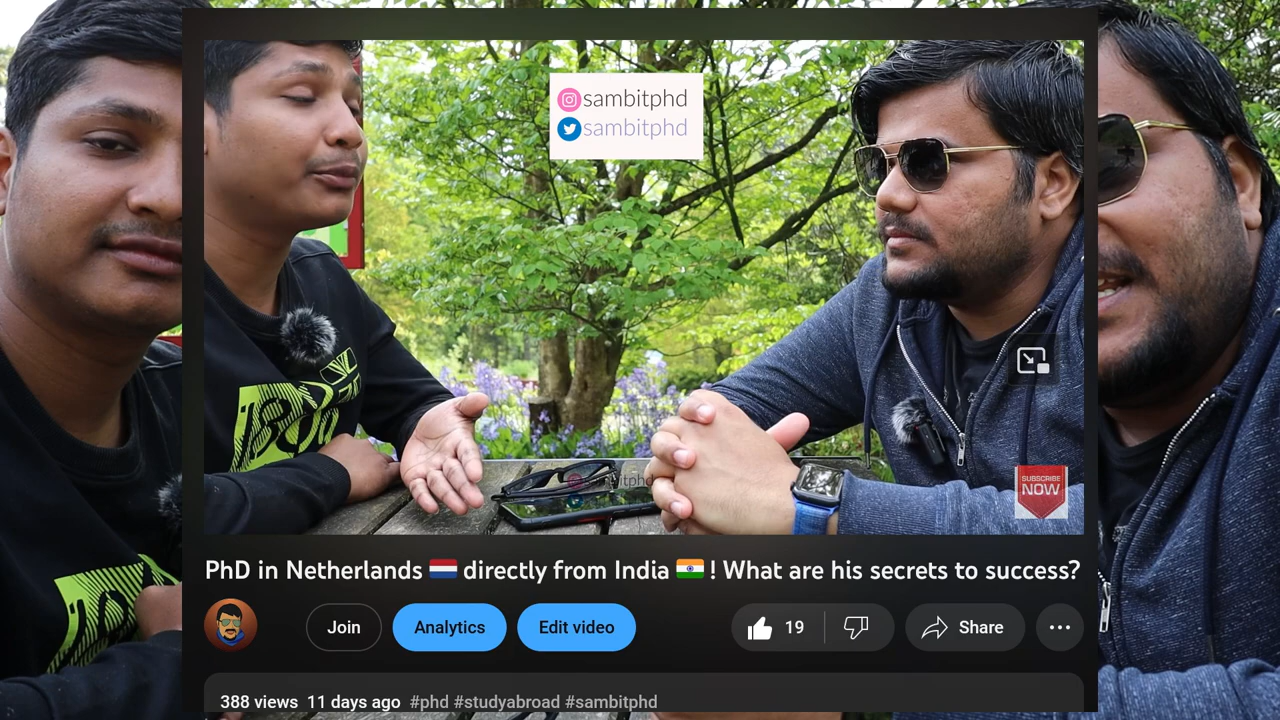 sambitphd
sambitphd
SUBSCRIBE
NOW
PhD in Netherlands 🇳🇱 directly from India 🇮🇳 ! What are his secrets to success?
Join
Analytics
Edit video
19
Share
388 views 11 days ago #phd #studyabroad #sambitphd